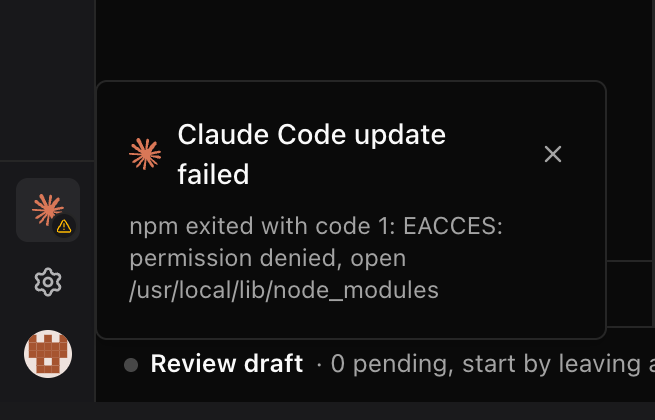 Claude Code update
failed
npm exited with code 1: EACCES:
permission denied, open
/usr/local/lib/node_modules
Review draft · 0 pending, start by leaving